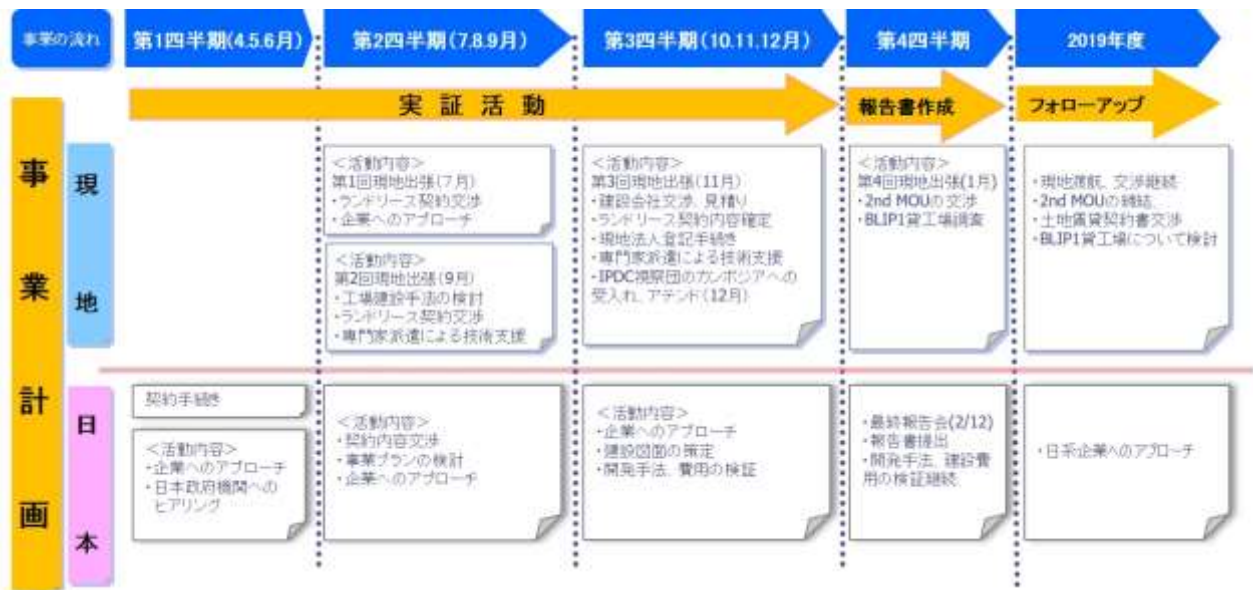 事業の流れ
第1四半期(4.5.6月)
第2四半期(7.8.9月)
第3四半期(10.11.12月)
第4四半期
2019年度
実証活動
報告書作成
フォローアップ
事業計画
現地
<活動内容>
第1回現地出張(7月)
・ランドリース契約交渉
・企業へのアプローチ
<活動内容>
第2回現地出張(9月)
・工場建設手法の検討
・ランドリース契約交渉
・専門家派遣による技術支援
<活動内容>
第3回現地出張(11月)
・建設会社交渉、見積り
・ランドリース契約内容確定
・現地法人登記手続き
・専門家派遣による技術支援
・IPDC視察団のカンボジアへの
受入れ、アテンド(12月)
<活動内容>
第4回現地出張(1月)
・2nd MOUの交渉
・BLIP1貸工場調査
・現地渡航、交渉継続
・2nd MOUの締結
・土地賃貸契約書交渉
・BLIP1貸工場について検討
日本
契約手続き
<活動内容>
・企業へのアプローチ
・日本政府機関への
ヒアリング
<活動内容>
・契約内容交渉
・事業プランの検討
・企業へのアプローチ
<活動内容>
・企業へのアプローチ
・建設図面の策定
・開発手法、費用の検証
・最終報告会(2/12)
・報告書提出
・開発手法、建設費
用の検証継続
・日系企業へのアプローチ